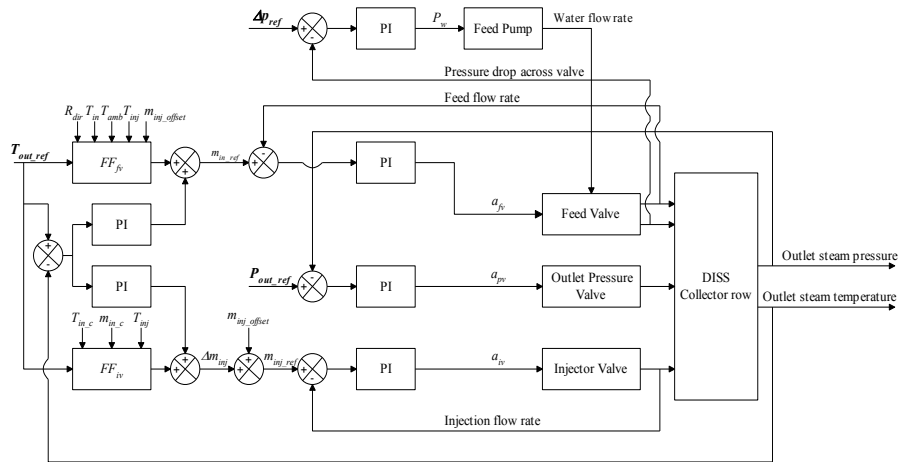 Δp_ref
PI
P_w
Feed Pump
Water flow rate
Pressure drop across valve
Feed flow rate
R_dir T_in T_amb T_inj m_inj_offset
T_out_ref
FF_fv
m_in_ref
PI
a_fv
Feed Valve
PI
PI
P_out_ref
PI
a_pv
Outlet Pressure
Valve
DISS
Collector row
Outlet steam pressure
Outlet steam temperature
T_in_c m_in_c T_inj
m_inj_offset
FF_iv
Δm_inj
m_inj_ref
PI
a_iv
Injector Valve
Injection flow rate